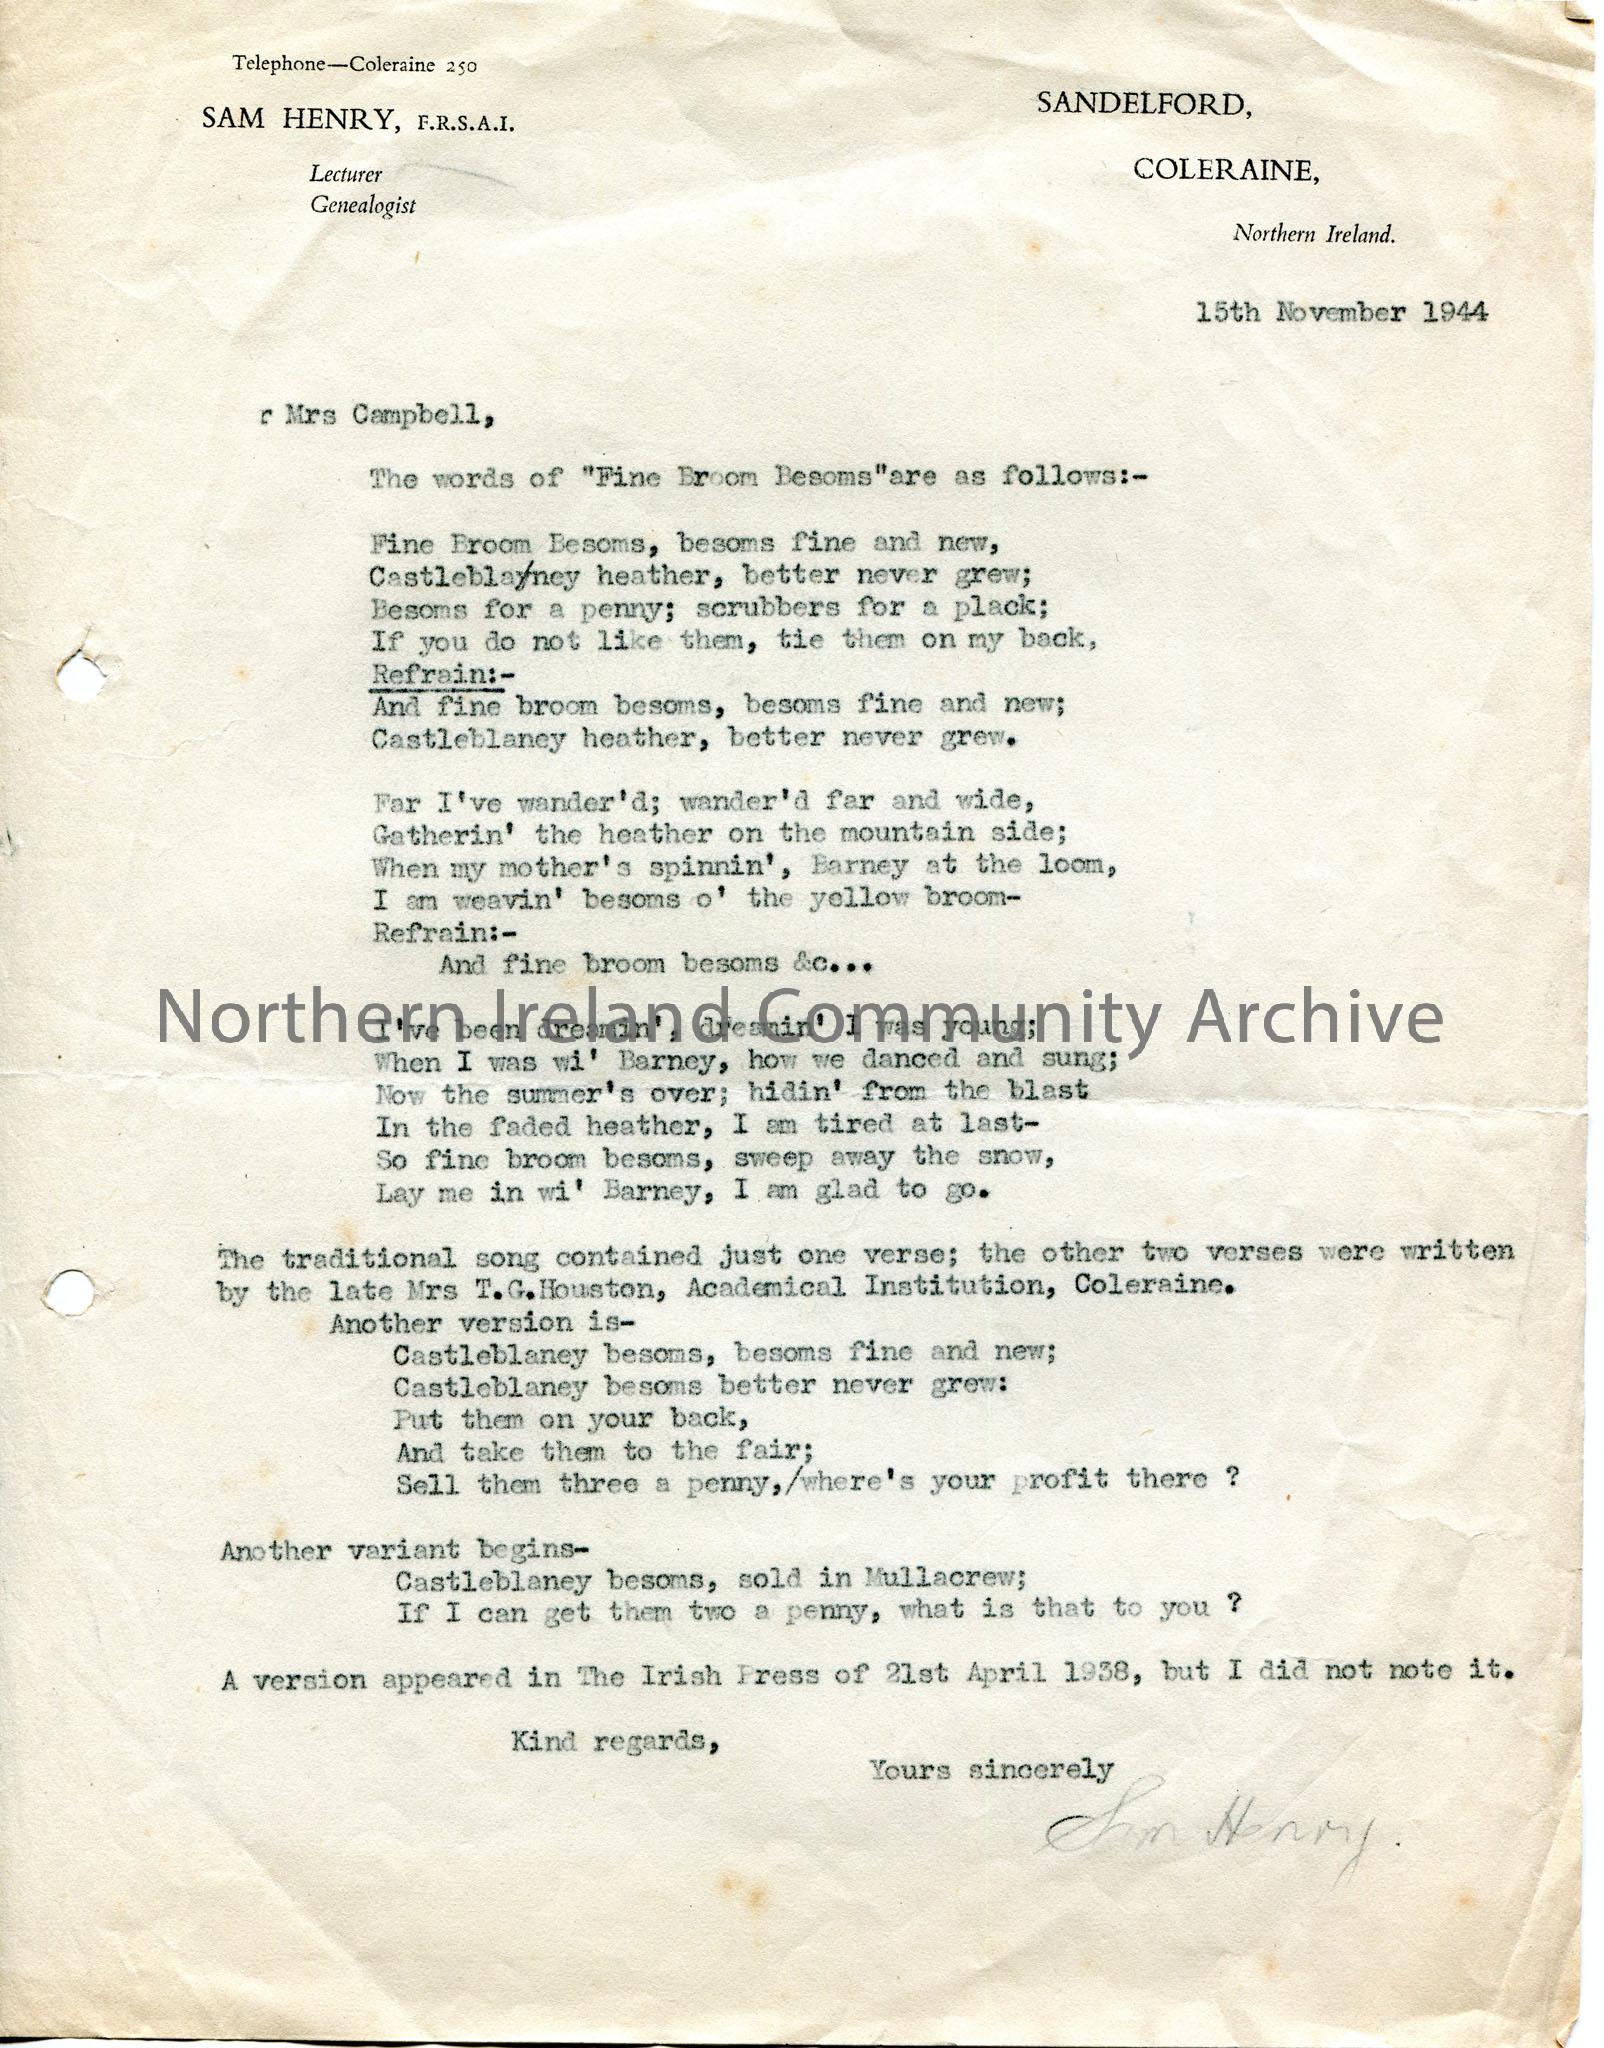 Telephone—Coleraine 250
SAM HENRY, F.R.S.A.I.
Lecturer
Genealogist
SANDELFORD,
COLERAINE,
Northern Ireland.
15th November 1944
r Mrs Campbell,
The words of "Fine Broom Besoms"are as follows:-
Fine Broom Besoms, besoms fine and new,
Castleblayney heather, better never grew;
Besoms for a penny; scrubbers for a plack;
If you do not like them, tie them on my back,
Refrain:-
And fine broom besoms, besoms fine and new;
Castleblaney heather, better never grew.
Far I've wander'd; wander'd far and wide,
Gatherin' the heather on the mountain side;
When my mother's spinnin', Barney at the loom,
I am weavin' besoms o' the yellow broom-
Refrain:-
And fine broom besoms &c...
Northern Ireland Community Archive
I've been dreamin', dreamin' I was young;
When I was wi' Barney, how we danced and sung;
Now the summer's over; hidin' from the blast
In the faded heather, I am tired at last-
So fine broom besoms, sweep away the snow,
Lay me in wi' Barney, I am glad to go.
The traditional song contained just one verse; the other two verses were written
by the late Mrs T.G.Houston, Academical Institution, Coleraine.
Another version is-
Castleblaney besoms, besoms fine and new;
Castleblaney besoms better never grew:
Put them on your back,
And take them to the fair;
Sell them three a penny,/where's your profit there ?
Another variant begins-
Castleblaney besoms, sold in Mullacrew;
If I can get them two a penny, what is that to you ?
A version appeared in The Irish Press of 21st April 1938, but I did not note it.
Kind regards,
Yours sincerely
Sam Henry.